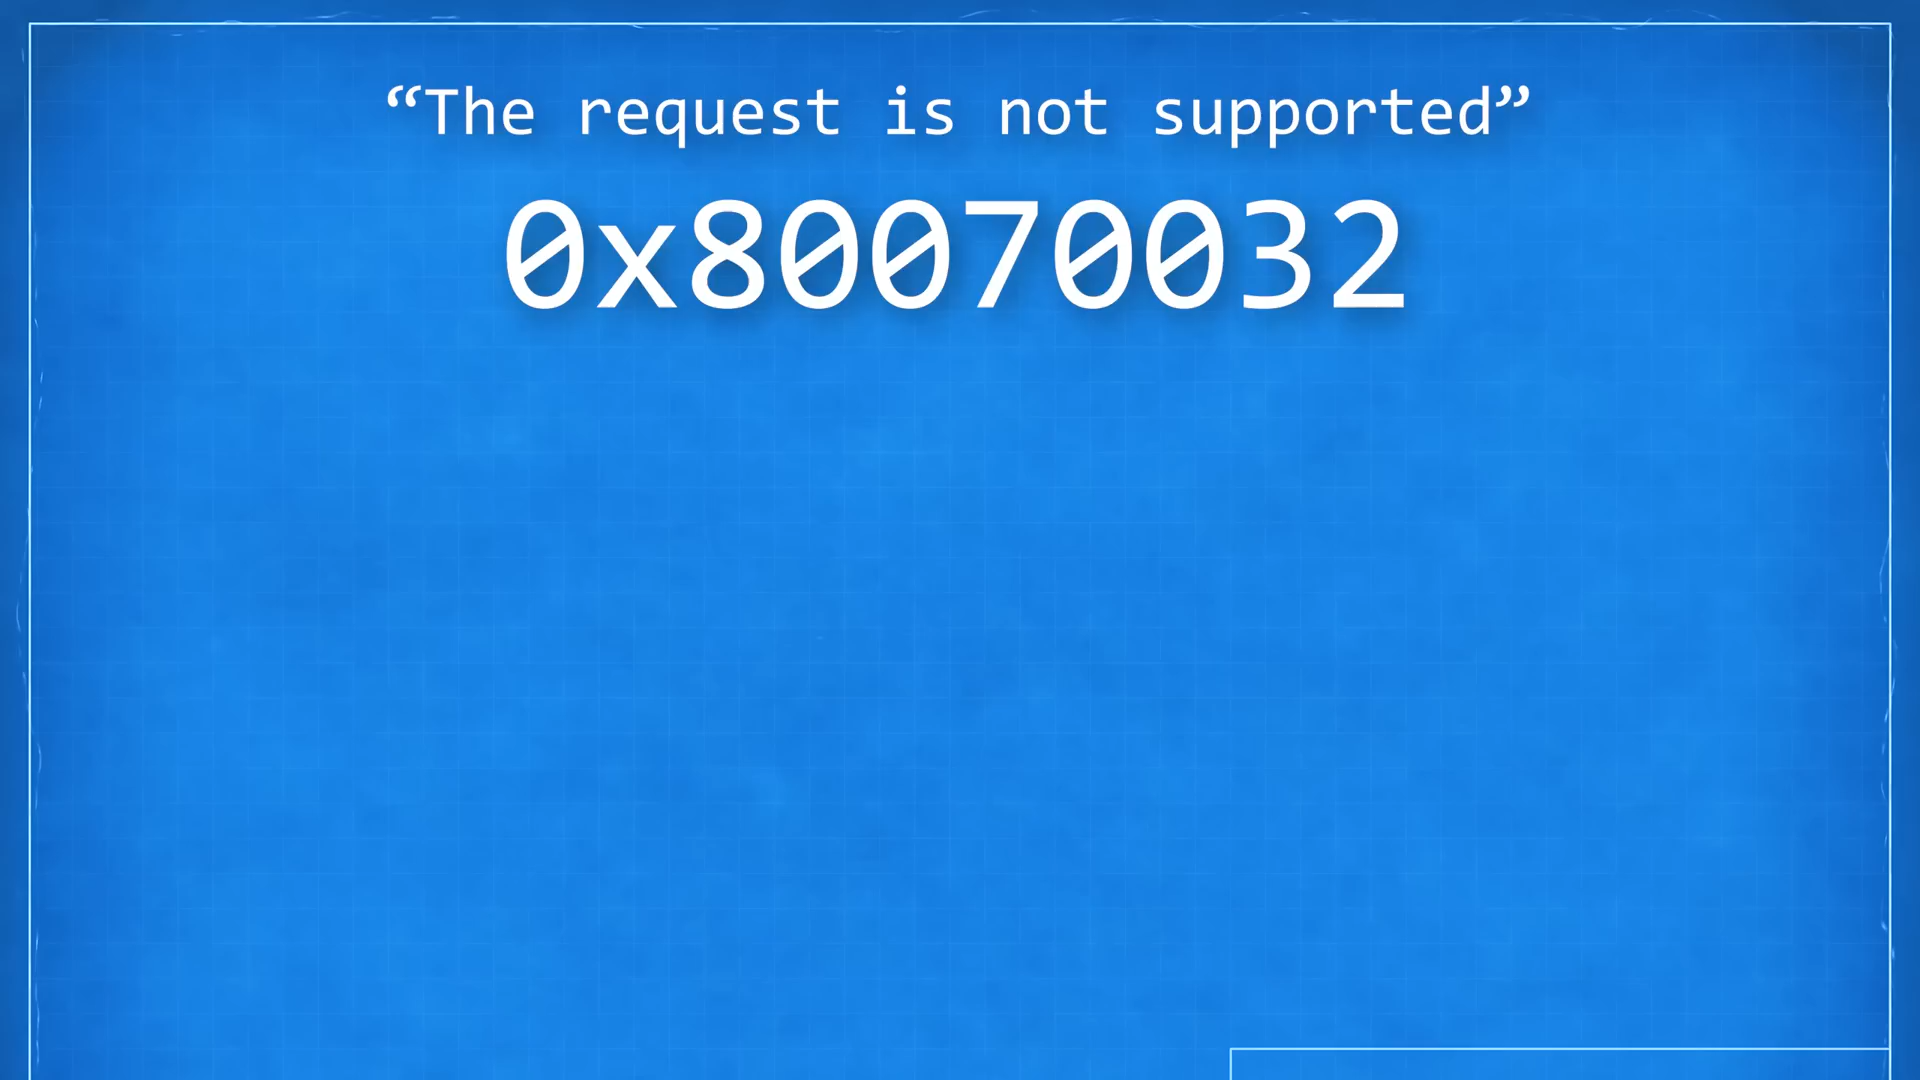 “The request is not supported”
0x80070032